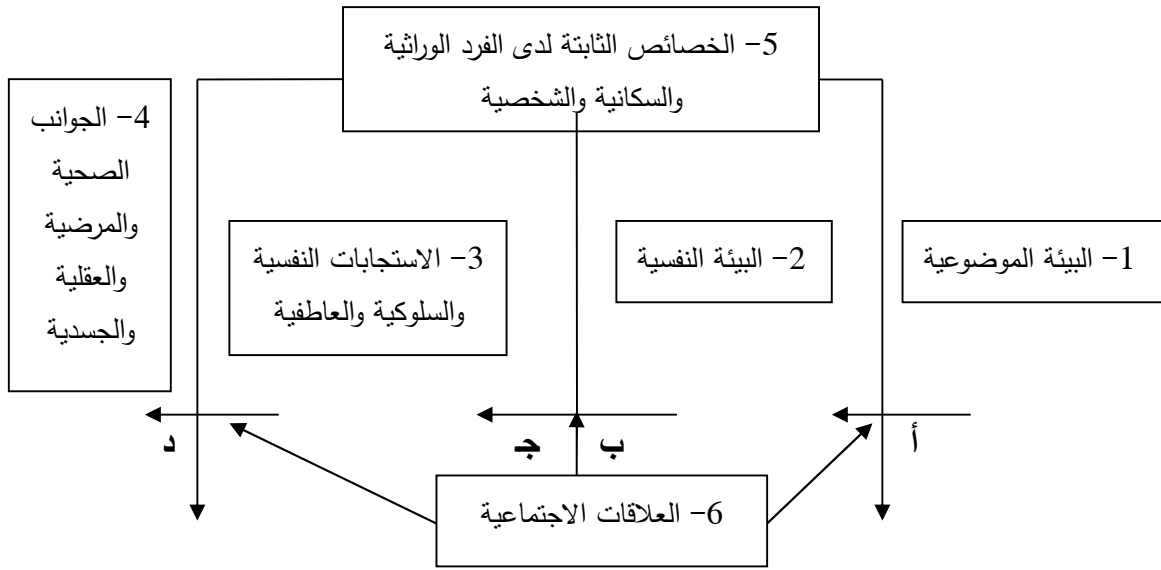 5- الخصائص الثابتة لدى الفرد الوراثية
والسكانية والشخصية
1- البيئة الموضوعية
2- البيئة النفسية
3- الاستجابات النفسية
والسلوكية والعاطفية
4- الجوانب
الصحية
والمرضية
والعقلية
والجسدية
أ
ب
جـ
د
6- العلاقات الاجتماعية